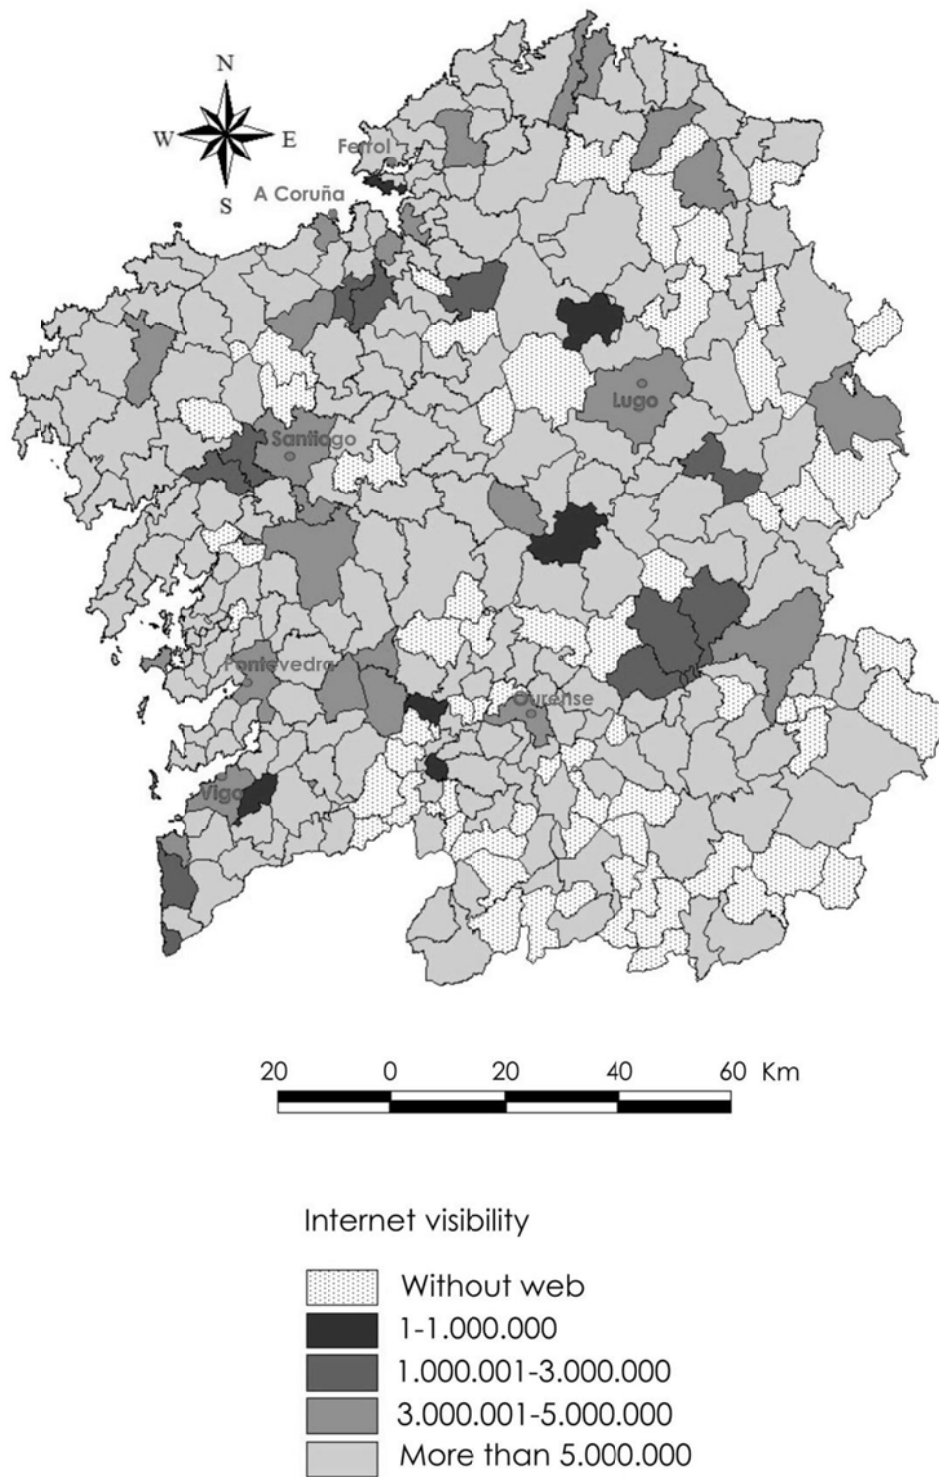 N
W E
S
Ferrol
A Coruña
Lugo
Santiago
Pontevedra
Ourense
Vigo
20 0 20 40 60 Km
Internet visibility
Without web
1-1.000.000
1.000.001-3.000.000
3.000.001-5.000.000
More than 5.000.000